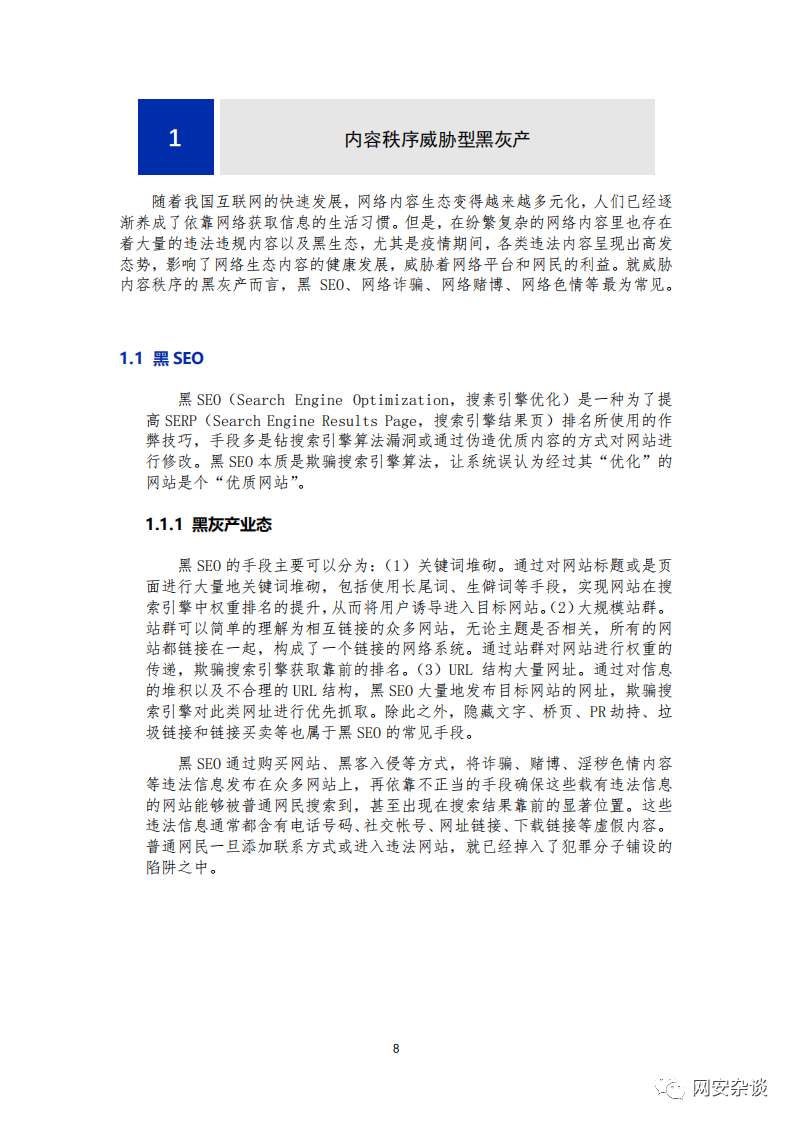 1
内容秩序威胁型黑灰产
随着我国互联网的快速发展，网络内容生态变得越来越多元化，人们已经逐
渐养成了依靠网络获取信息的生活习惯。但是，在纷繁复杂的网络内容里也存在
着大量的违法违规内容以及黑生态，尤其是疫情期间，各类违法内容呈现出高发
态势，影响了网络生态内容的健康发展，威胁着网络平台和网民的利益。就威胁
内容秩序的黑灰产而言，黑 SEO、网络诈骗、网络赌博、网络色情等最为常见。
1.1 黑 SEO
黑 SEO（Search Engine Optimization，搜素引擎优化）是一种为了提
高 SERP（Search Engine Results Page，搜索引擎结果页）排名所使用的作
弊技巧，手段多是钻搜索引擎算法漏洞或通过伪造优质内容的方式对网站进
行修改。黑 SEO 本质是欺骗搜索引擎算法，让系统误认为经过其“优化”的
网站是个“优质网站”。
1.1.1 黑灰产业态
黑 SEO 的手段主要可以分为：（1）关键词堆砌。通过对网站标题或是页
面进行大量地关键词堆砌，包括使用长尾词、生僻词等手段，实现网站在搜
索引擎中权重排名的提升，从而将用户诱导进入目标网站。（2）大规模站群。
站群可以简单的理解为相互链接的众多网站，无论主题是否相关，所有的网
站都链接在一起，构成了一个链接的网络系统。通过站群对网站进行权重的
传递，欺骗搜索引擎获取靠前的排名。（3）URL 结构大量网址。通过对信息
的堆积以及不合理的 URL 结构，黑 SEO 大量地发布目标网站的网址，欺骗搜
索引擎对此类网址进行优先抓取。除此之外，隐藏文字、桥页、PR 劫持、垃
圾链接和链接买卖等也属于黑 SEO 的常见手段。
黑 SEO 通过购买网站、黑客入侵等方式，将诈骗、赌博、淫秽色情内容
等违法信息发布在众多网站上，再依靠不正当的手段确保这些载有违法信息
的网站能够被普通网民搜索到，甚至出现在搜索结果靠前的显著位置。这些
违法信息通常都含有电话号码、社交帐号、网址链接、下载链接等虚假内容。
普通网民一旦添加联系方式或进入违法网站，就已经掉入了犯罪分子铺设的
陷阱之中。
8
网安杂谈